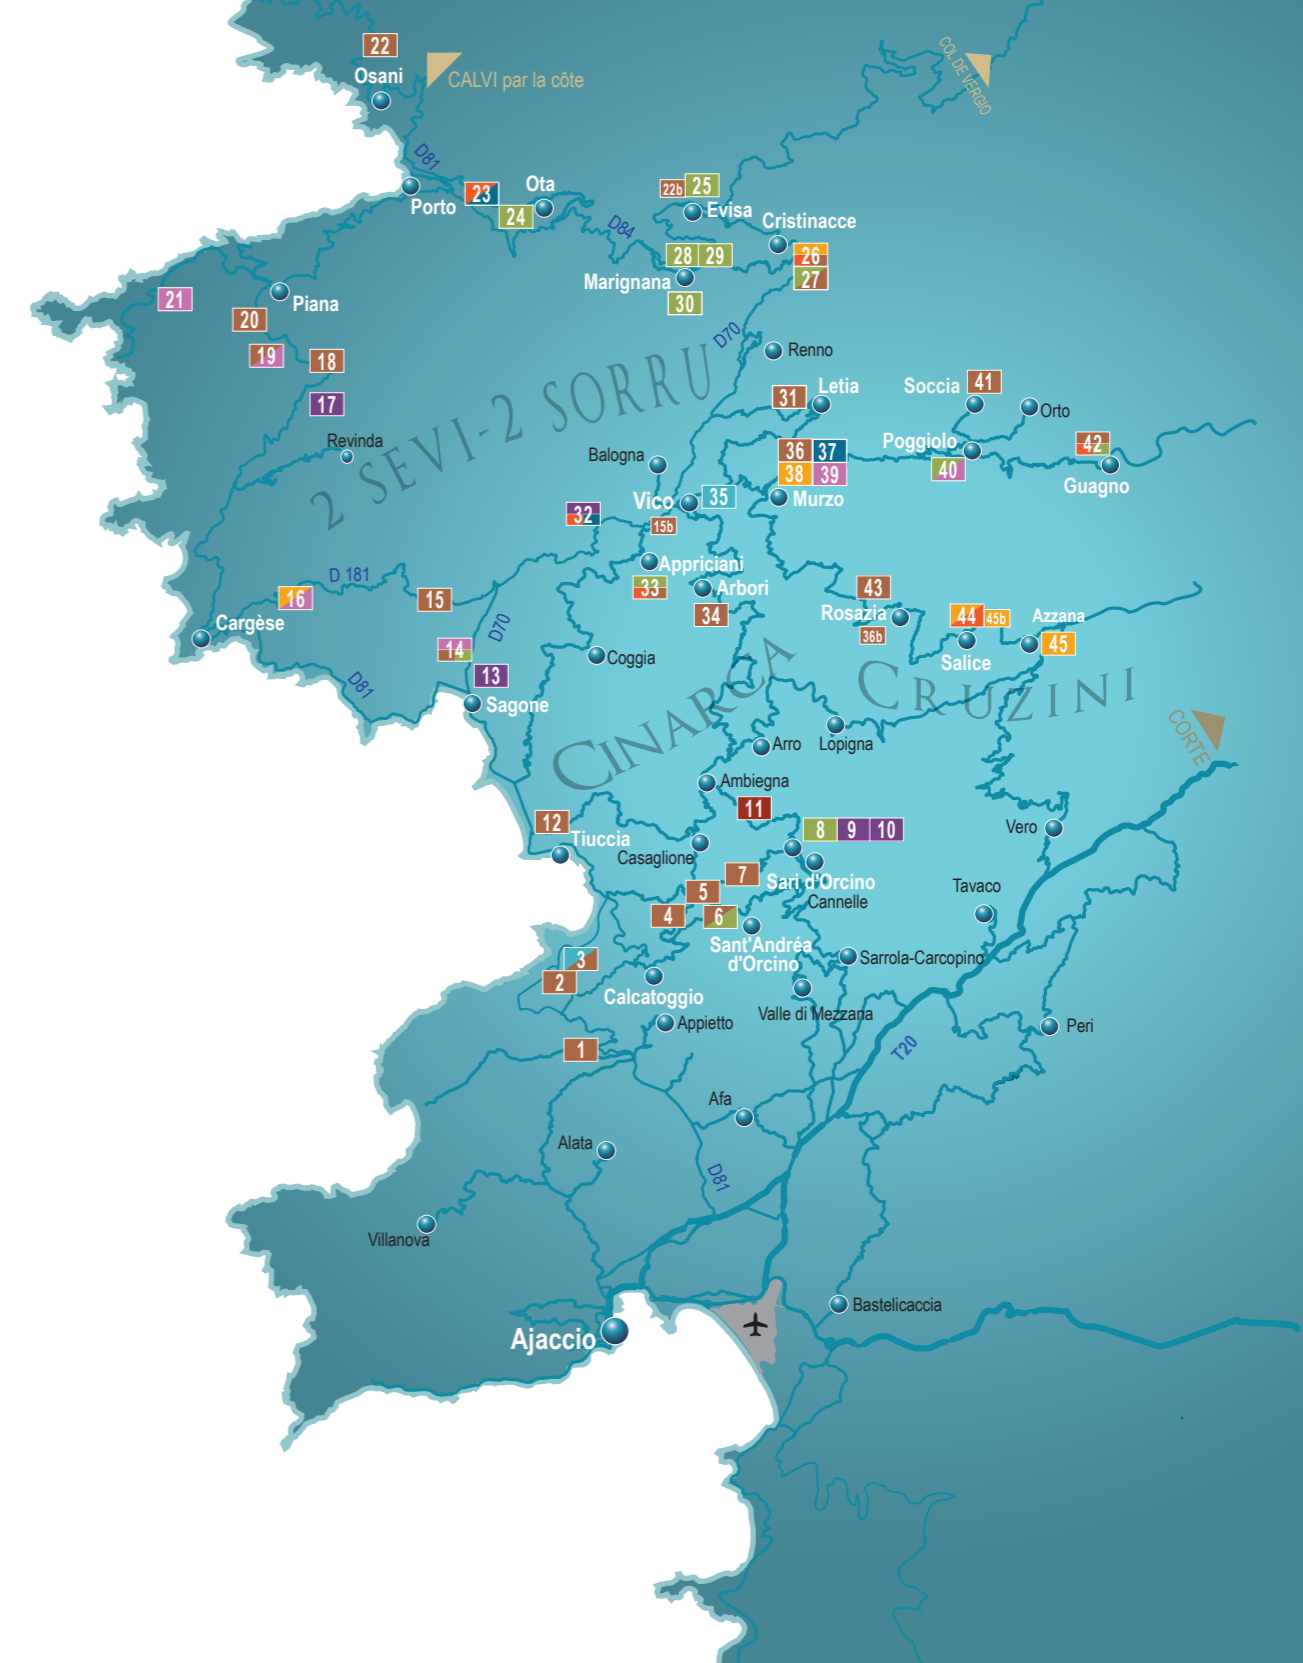 22
Osani
CALVI par la côte
COL DE VERGIO
D81
Porto
23
Ota
24
D84
22b
25
Evisa
Cristinacce
28
29
26
27
Marignana
30
21
Piana
20
19
18
17
Revinda
D70
Renno
2 SEVI-2 SORRU
31
Letia
Soccia
41
Orto
Balogna
36
37
38
39
Poggiolo
40
42
Guagno
Vico
35
Murzo
32
15b
Appriciani
33
Arbori
34
D 181
16
15
Cargèse
43
Rosazia
36b
44
45b
Salice
Azzana
45
14
D70
13
Sagone
D81
Coggia
CINARCA
CRUZINI
Arro
Lopigna
CORTE
Ambiegna
11
12
Tiuccia
Casaglione
8
9
10
Vero
7
Sari d'Orcino
Cannelle
Tavaco
5
4
6
Sant'Andréa
d'Orcino
Sarrola-Carcopino
3
2
Calcatoggio
Valle di Mezzana
Appietto
Peri
1
T20
Afa
Alata
D81
Villanova
Bastelicaccia
Ajaccio